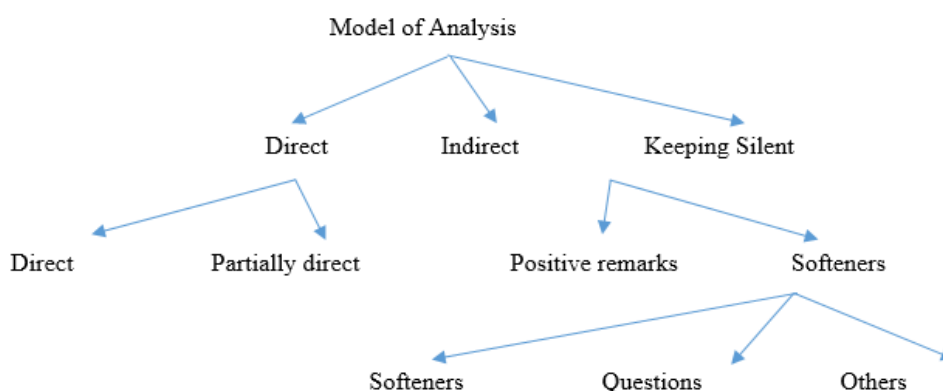 Model of Analysis
Direct Indirect Keeping Silent
Direct Partially direct Positive remarks Softeners
Softeners Questions Others